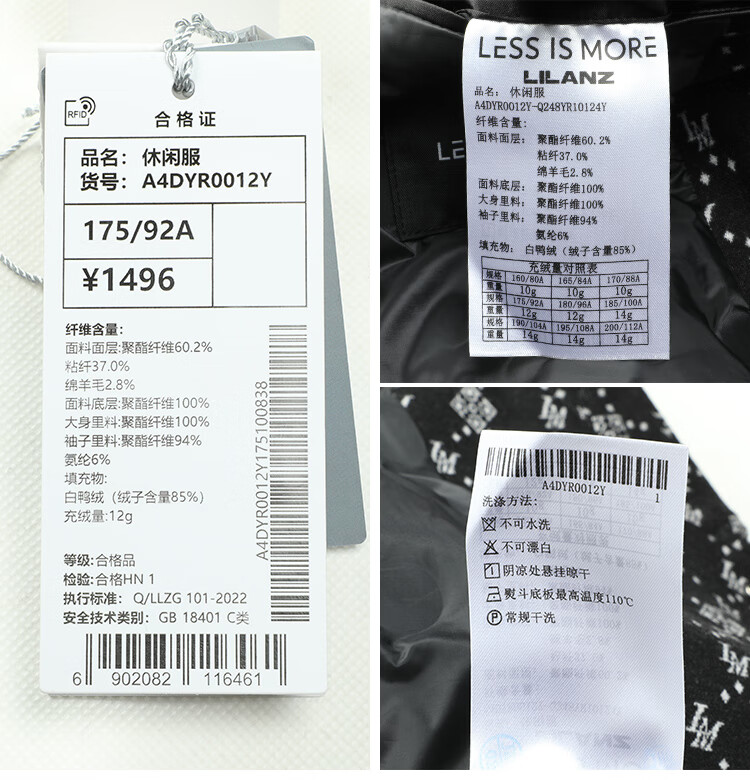 RFID
合格证
品名: 休闲服
货号: A4DYR0012Y
175/92A
¥1496
纤维含量:
面料面层:聚酯纤维60.2%
粘纤37.0%
绵羊毛2.8%
面料底层:聚酯纤维100%
大身里料:聚酯纤维100%
袖子里料:聚酯纤维94%
氨纶6%
填充物:
白鸭绒（绒子含量85%）
充绒量:12g
等级:合格品
检验:合格HN 1
执行标准: Q/LLZG 101-2022
安全技术类别: GB 18401 C类
6 902082 116461
A4DYR0012Y175100838
LESS IS MORE
LILANZ
品名: 休闲服
A4DYR0012Y-Q248YR10124Y
纤维含量:
面料面层: 聚酯纤维60.2%
粘纤37.0%
绵羊毛2.8%
面料底层: 聚酯纤维100%
大身里料: 聚酯纤维100%
袖子里料: 聚酯纤维94%
氨纶6%
填充物: 白鸭绒(绒子含量85%)
充绒量对照表
规格 160/80A 165/84A 170/88A
重量 10g 10g 10g
规格 175/92A 180/96A 185/100A
重量 12g 12g 14g
规格 190/104A 195/108A 200/112A
重量 14g 14g 14g
LE
A4DYR0012Y 1
洗涤方法:
不可水洗
不可漂白
阴凉处悬挂晾干
熨斗底板最高温度110℃
P 常规干洗